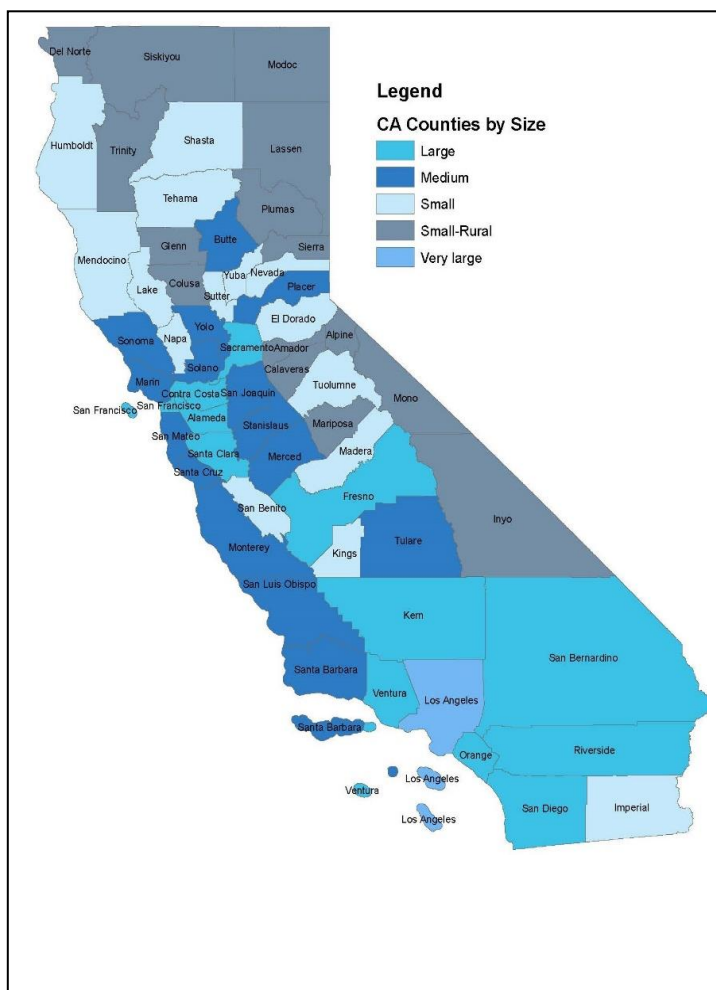 Del Norte
Siskiyou
Modoc
Legend
CA Counties by Size
Large
Medium
Small
Small-Rural
Very large
Humboldt
Trinity
Shasta
Lassen
Tehama
Plumas
Butte
Glenn
Sierra
Mendocino
Lake
Colusa
Sutter
Yuba
Nevada
Placer
El Dorado
Sonoma
Napa
Yolo
Sacramento
Amador
Alpine
Solano
Marin
Calaveras
Tuolumne
Mono
Contra Costa
San Joaquin
San Francisco
San Francisco
Alameda
Stanislaus
Mariposa
San Mateo
Santa Clara
Merced
Madera
Santa Cruz
Fresno
San Benito
Inyo
Monterey
Kings
Tulare
San Luis Obispo
Kern
San Bernardino
Santa Barbara
Ventura
Los Angeles
Santa Barbara
Orange
Riverside
Los Angeles
Ventura
San Diego
Imperial
Los Angeles